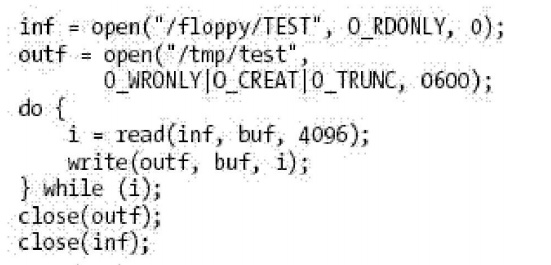 inf = open("/floppy/TEST", O_RDONLY, 0);
outf = open("/tmp/test",
O_WRONLY|O_CREAT|O_TRUNC, 0600);
do {
i = read(inf, buf, 4096);
write(outf, buf, i);
} while (i);
close(outf);
close(inf);